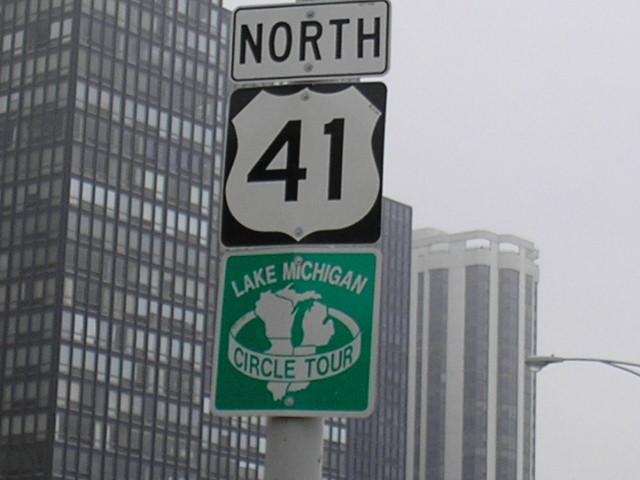 NORTH
41
LAKE MICHIGAN
CIRCLE TOUR